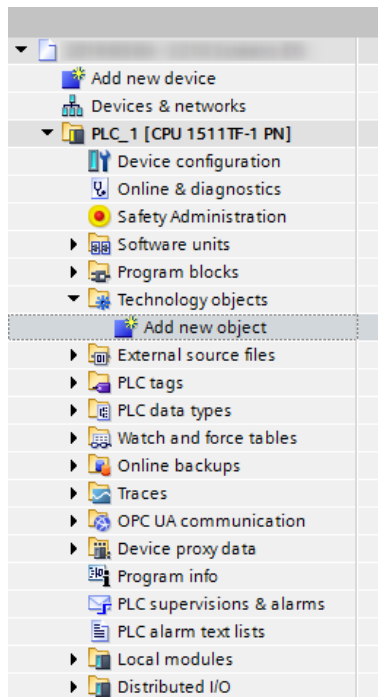 Add new device
Devices & networks
PLC_1 [CPU 1511TF-1 PN]
Device configuration
Online & diagnostics
Safety Administration
Software units
Program blocks
Technology objects
Add new object
External source files
PLC tags
PLC data types
Watch and force tables
Online backups
Traces
OPC UA communication
Device proxy data
Program info
PLC supervisions & alarms
PLC alarm text lists
Local modules
Distributed I/O